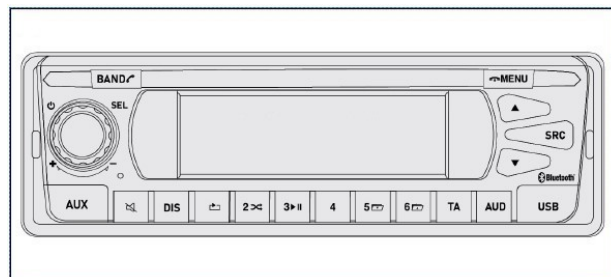 BAND MENU
SEL
SRC
Bluetooth
AUX DIS 2 3 4 5 6 TA AUD USB